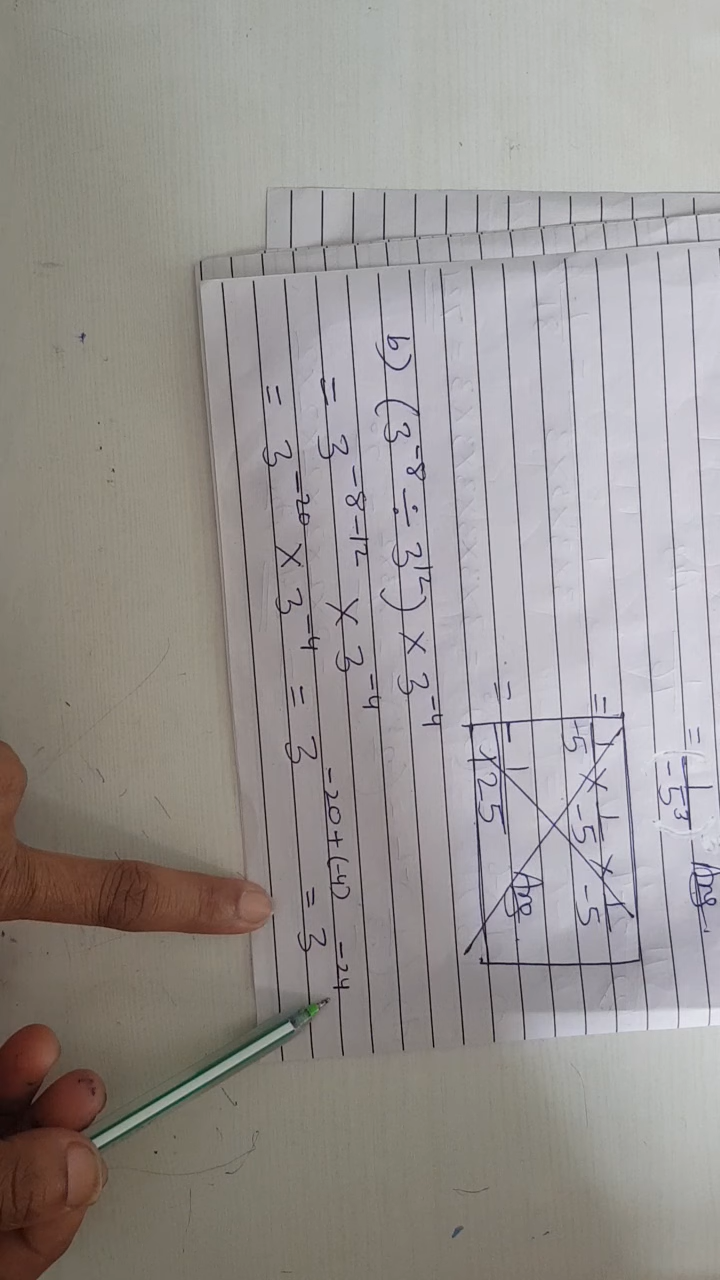 = (1/-5³) Ans.
= 1/-5 × 1/-5 × 1/-5
= -1/125 Ans
b) (3⁻⁸ ÷ 3¹²) × 3⁻⁴
= 3⁻⁸⁻¹² × 3⁻⁴
= 3⁻²⁰ × 3⁻⁴ = 3⁻²⁰⁺⁽⁻⁴⁾ = 3⁻²⁴